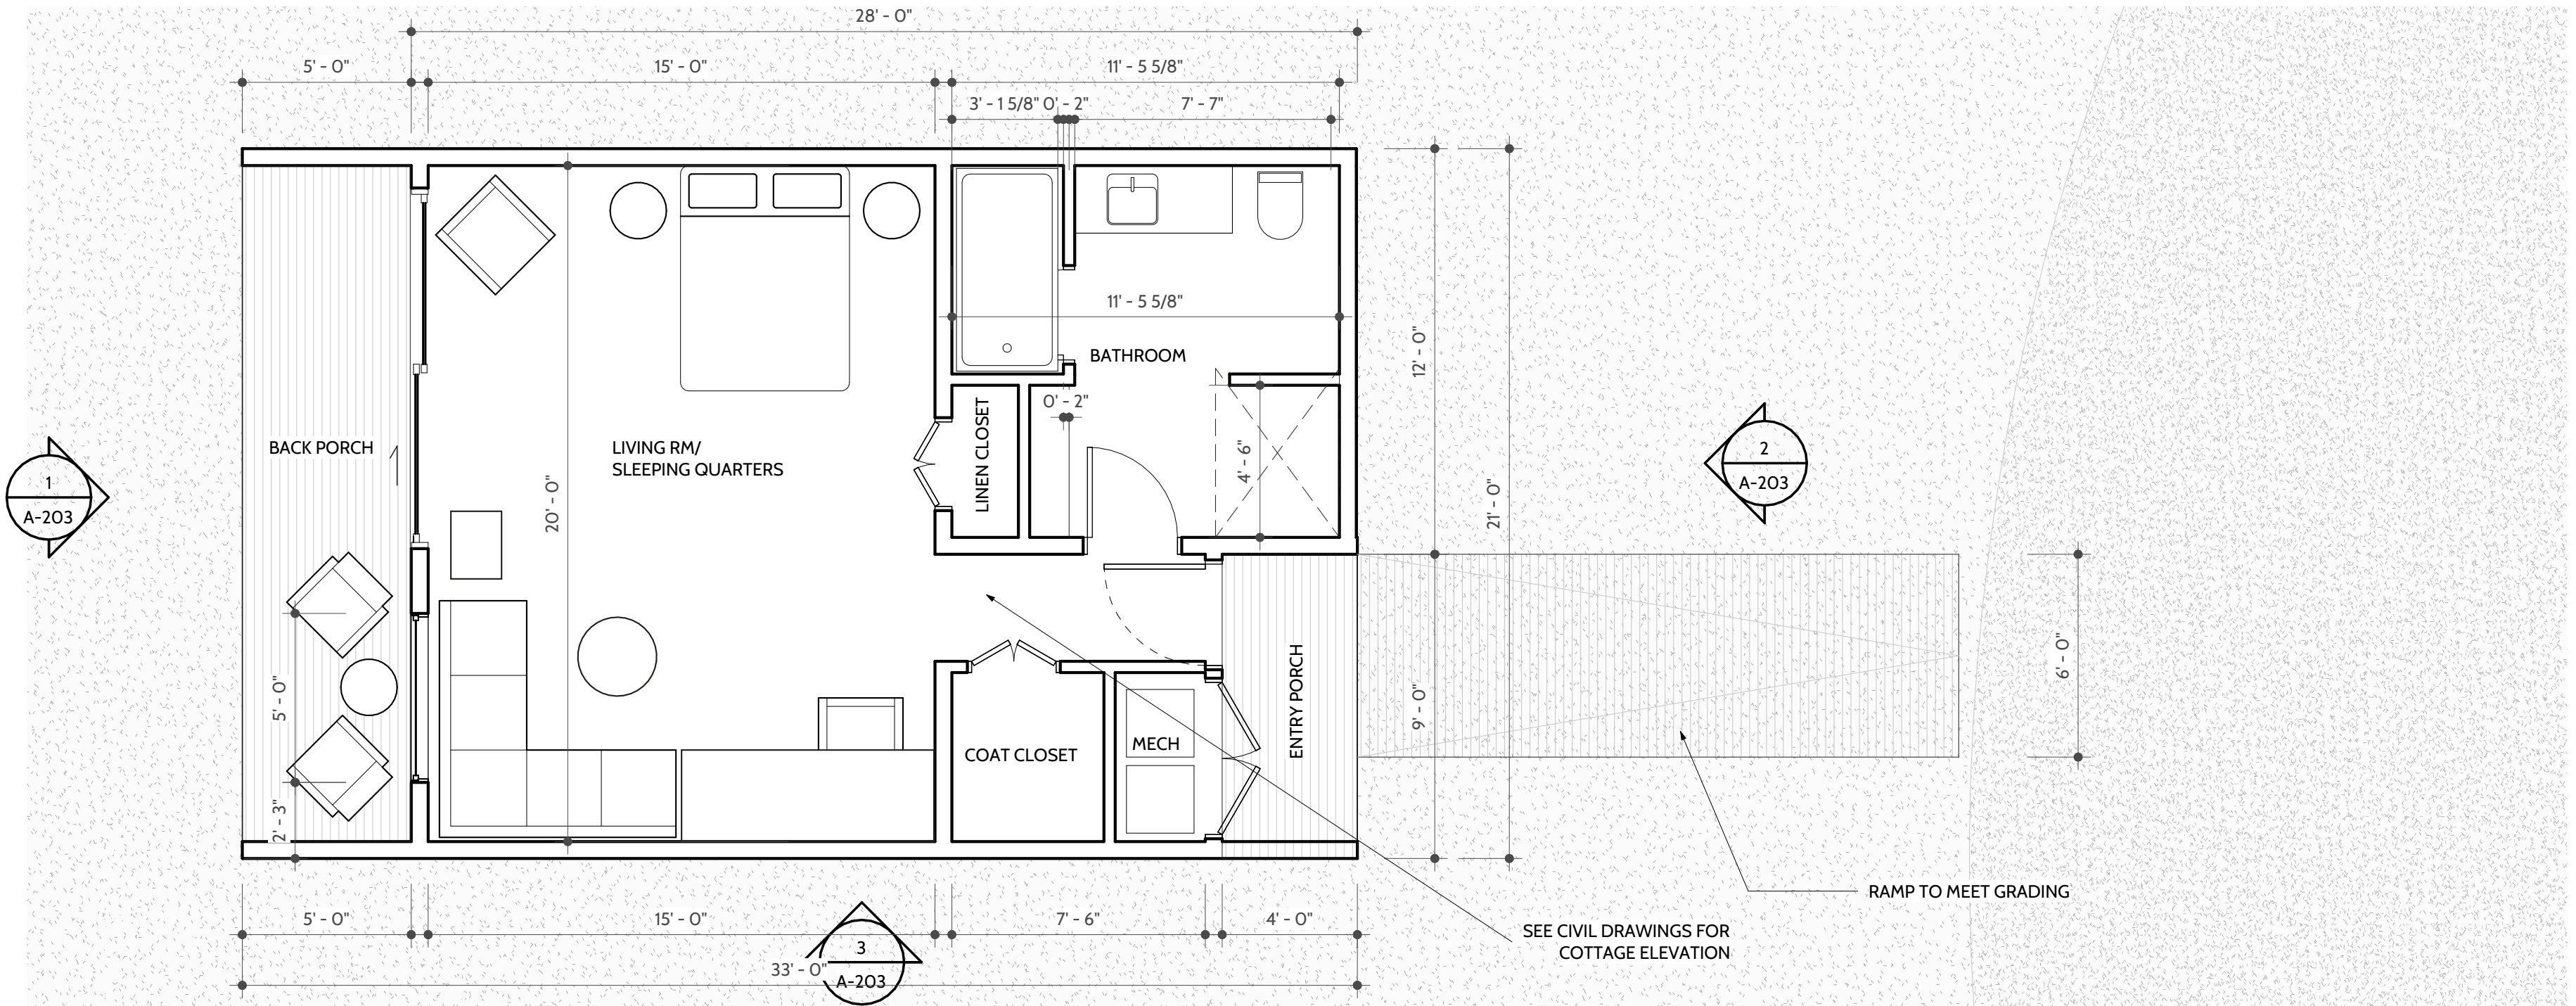 28' - 0"
5' - 0"
15' - 0"
11' - 5 5/8"
3' - 1 5/8"
0' - 2"
7' - 7"
11' - 5 5/8"
BATHROOM
12' - 0"
0' - 2"
LINEN CLOSET
4' - 6"
BACK PORCH
LIVING RM/
SLEEPING QUARTERS
20' - 0"
21' - 0"
1
A-203
2
A-203
6' - 0"
5' - 0"
2' - 3"
COAT CLOSET
MECH
ENTRY PORCH
9' - 0"
RAMP TO MEET GRADING
SEE CIVIL DRAWINGS FOR
COTTAGE ELEVATION
5' - 0"
15' - 0"
7' - 6"
4' - 0"
3
A-203
33' - 0"